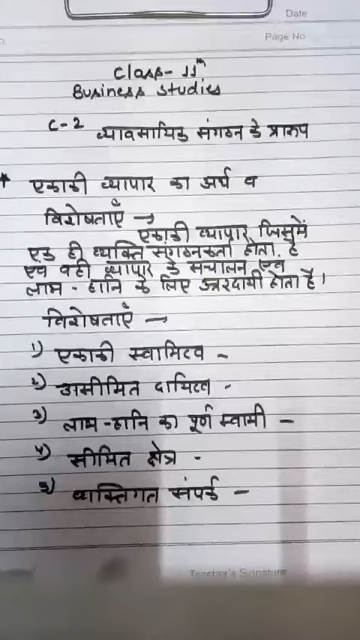 Date
Page No
Class- 11th
Business Studies
C-2 व्यावसायिक संगठन के प्रारूप
* एकाकी व्यापार का अर्थ व
विशेषताएँ →
एकाकी व्यापार जिसमें
एक ही व्यक्ति संगठनकर्ता होता है
एवं वही व्यापार के संचालन एवं
लाभ - हानि के लिए उत्तरदायी होता है।
विशेषताएँ →
1) एकाकी स्वामित्व -
2) असीमित दायित्व -
3) लाभ-हानि का पूर्ण स्वामी -
4) सीमित क्षेत्र -
5) व्यक्तिगत संपर्क -
Teacher's Signature